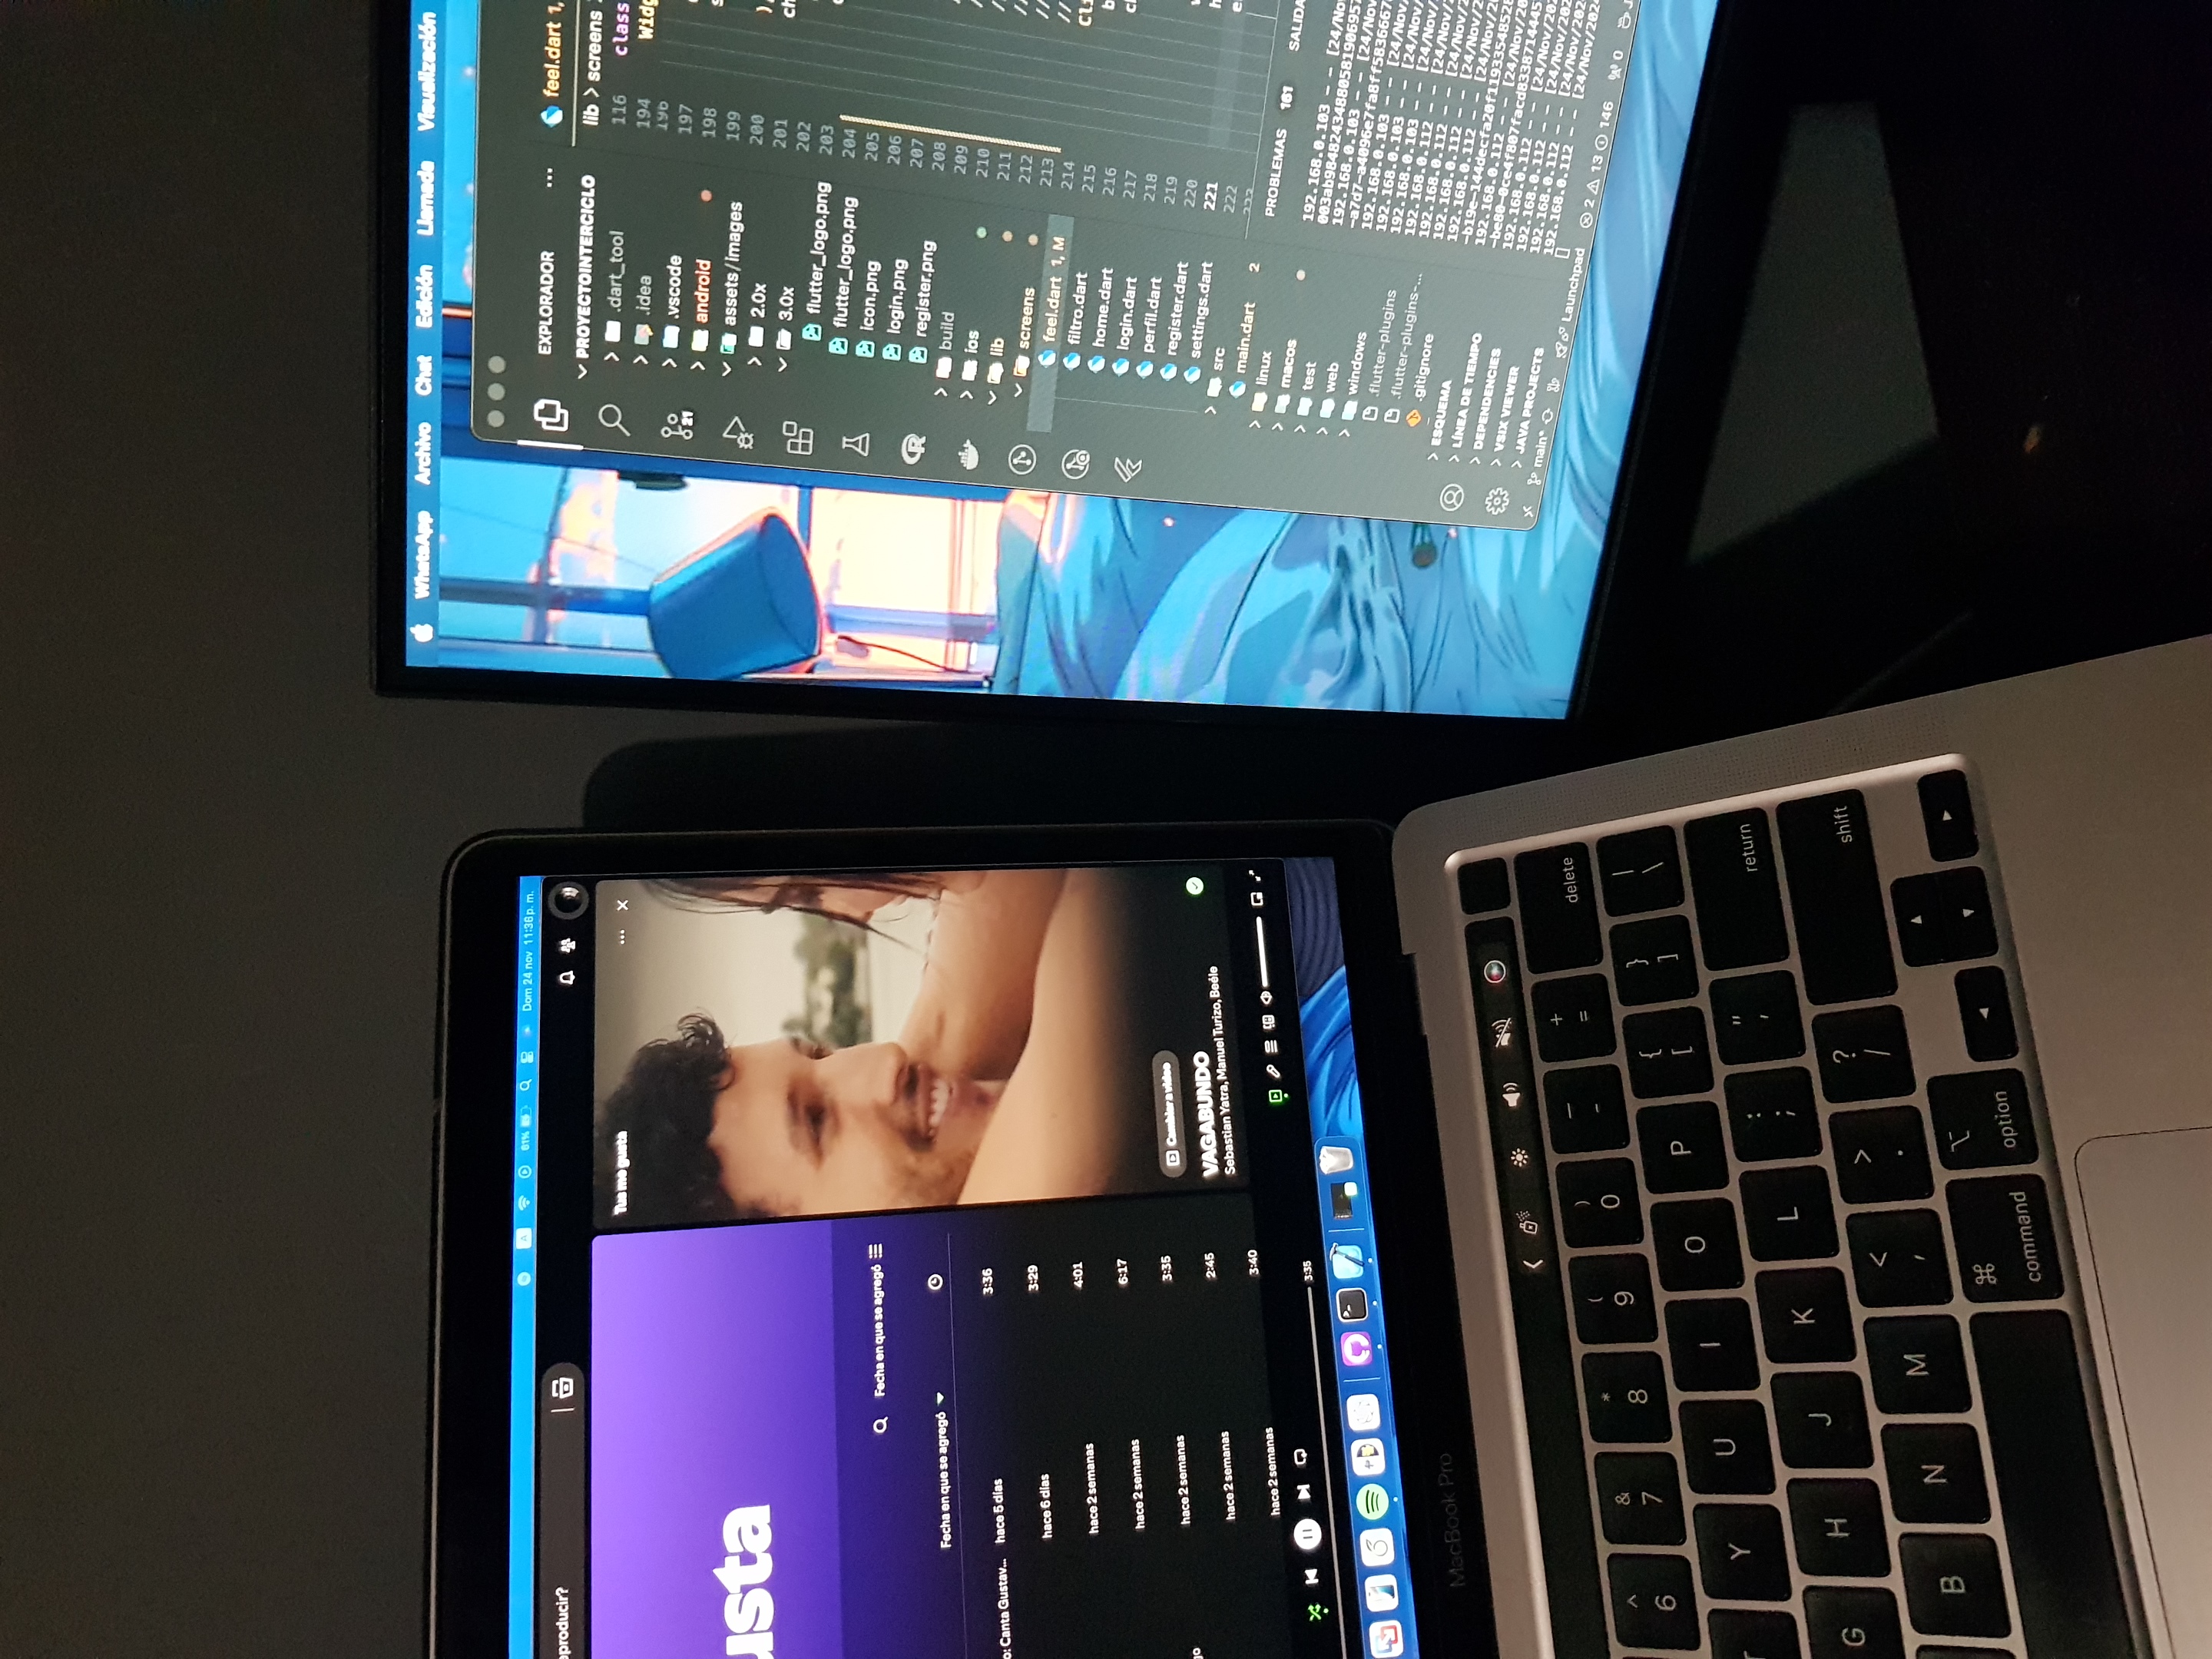 Dom 24 nov 11:36 p. m.
81%
eproducir?
usta
Fecha en que se agregó
Fecha en que se agregó
o: Canta Gustav... hace 5 días 3:36
hace 6 días 3:29
hace 2 semanas 4:01
hace 2 semanas 6:17
hace 2 semanas 3:35
go hace 2 semanas 2:45
hace 2 semanas 3:40
Tus me gusta
Cambiar a video
VAGABUNDO
Sebastian Yatra, Manuel Turizo, Beéle
3:35
MacBook Pro
^ & * ( ) — +
6 7 8 9 0 - = delete
T Y U I O P { [ } ] | \
G H J K L : ; " ' return
B N M < , > . ? / shift
command option
WhatsApp Archivo Chat Edición Llamada Visualización
EXPLORADOR
PROYECTOINTERCICLO
.dart_tool
.idea
.vscode
android
assets/images
2.0x
3.0x
flutter_logo.png
flutter_logo.png
icon.png
login.png
register.png
build
ios
lib
screens
feel.dart 1, M
filtro.dart
home.dart
login.dart
perfil.dart
register.dart
settings.dart
src
main.dart 2
linux
macos
test
web
windows
.flutter-plugins
.flutter-plugins-...
.gitignore
ESQUEMA
LÍNEA DE TIEMPO
DEPENDENCIES
VSIX VIEWER
JAVA PROJECTS
21
feel.dart 1,
lib > screens
116 class
194 Widg
196
197
198
199
200 )
201 ch
202
203
204
205
206
207
208
209
210
211 //
212 //
213 //
214 //
215 Cli
216 b
217 c
218
219
220
221 h
222 e
223
PROBLEMAS 161 SALIDA
192.168.0.103 - - [24/Nov
192.168.0.103 - - [24/Nov
192.168.0.103 - - [24/Nov
192.168.0.103 - - [24/Nov
192.168.0.103 - - [24/Nov
192.168.0.112 - - [24/Nov
192.168.0.112 - - [24/Nov
192.168.0.112 - - [24/Nov
192.168.0.112 - - [24/Nov
192.168.0.112 - - [24/Nov/20
192.168.0.112 - - [24/Nov/202
192.168.0.112 - - [24/Nov/202
192.168.0.112 - - [24/Nov/2024
main* Launchpad 2 13 146 0